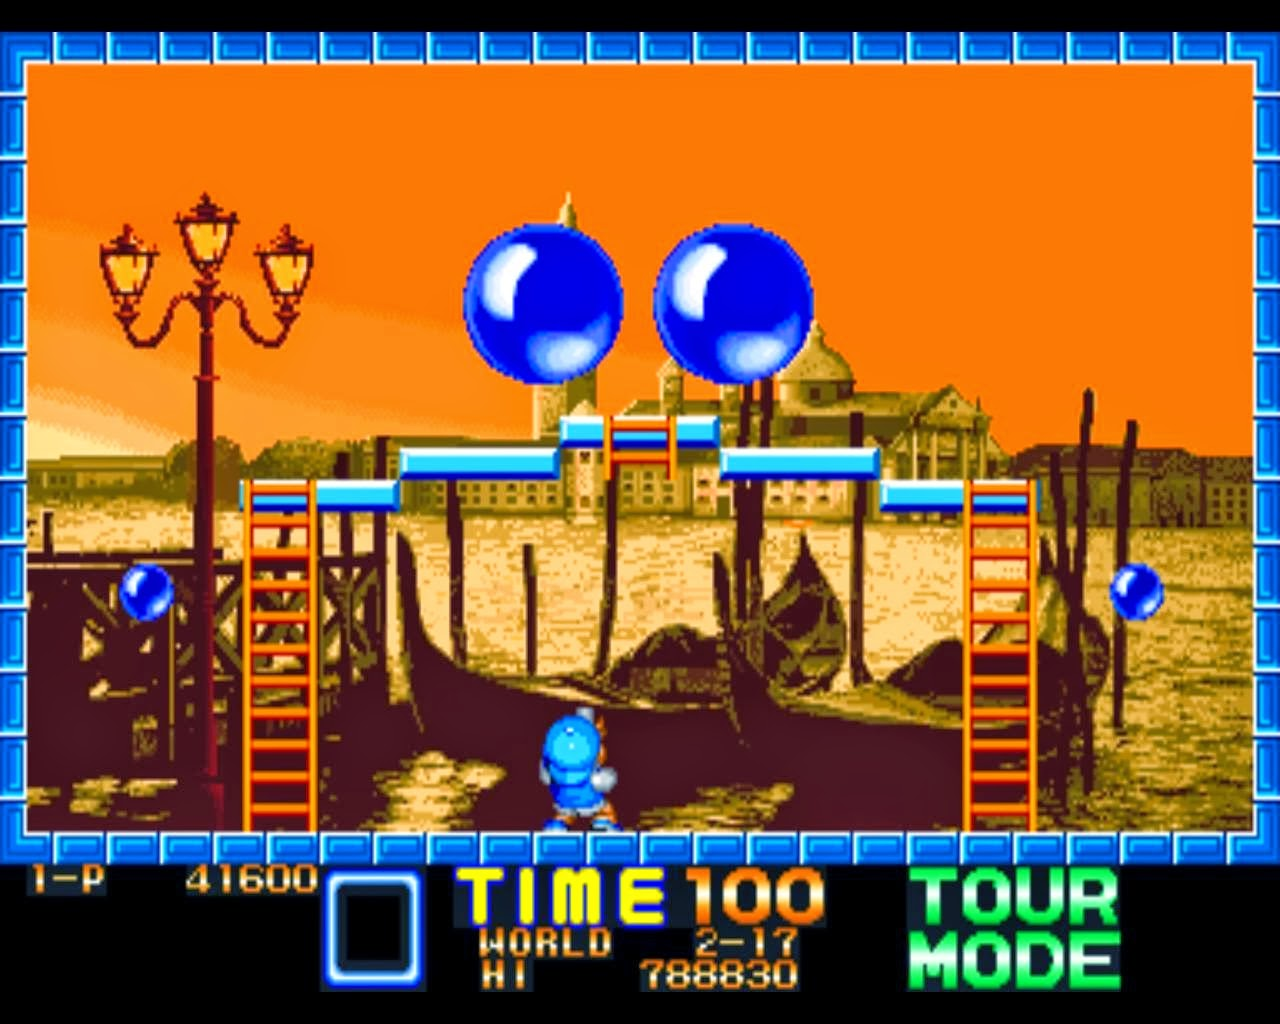 1-P 41600
TIME 100
WORLD 2-17
HI 788830
TOUR
MODE